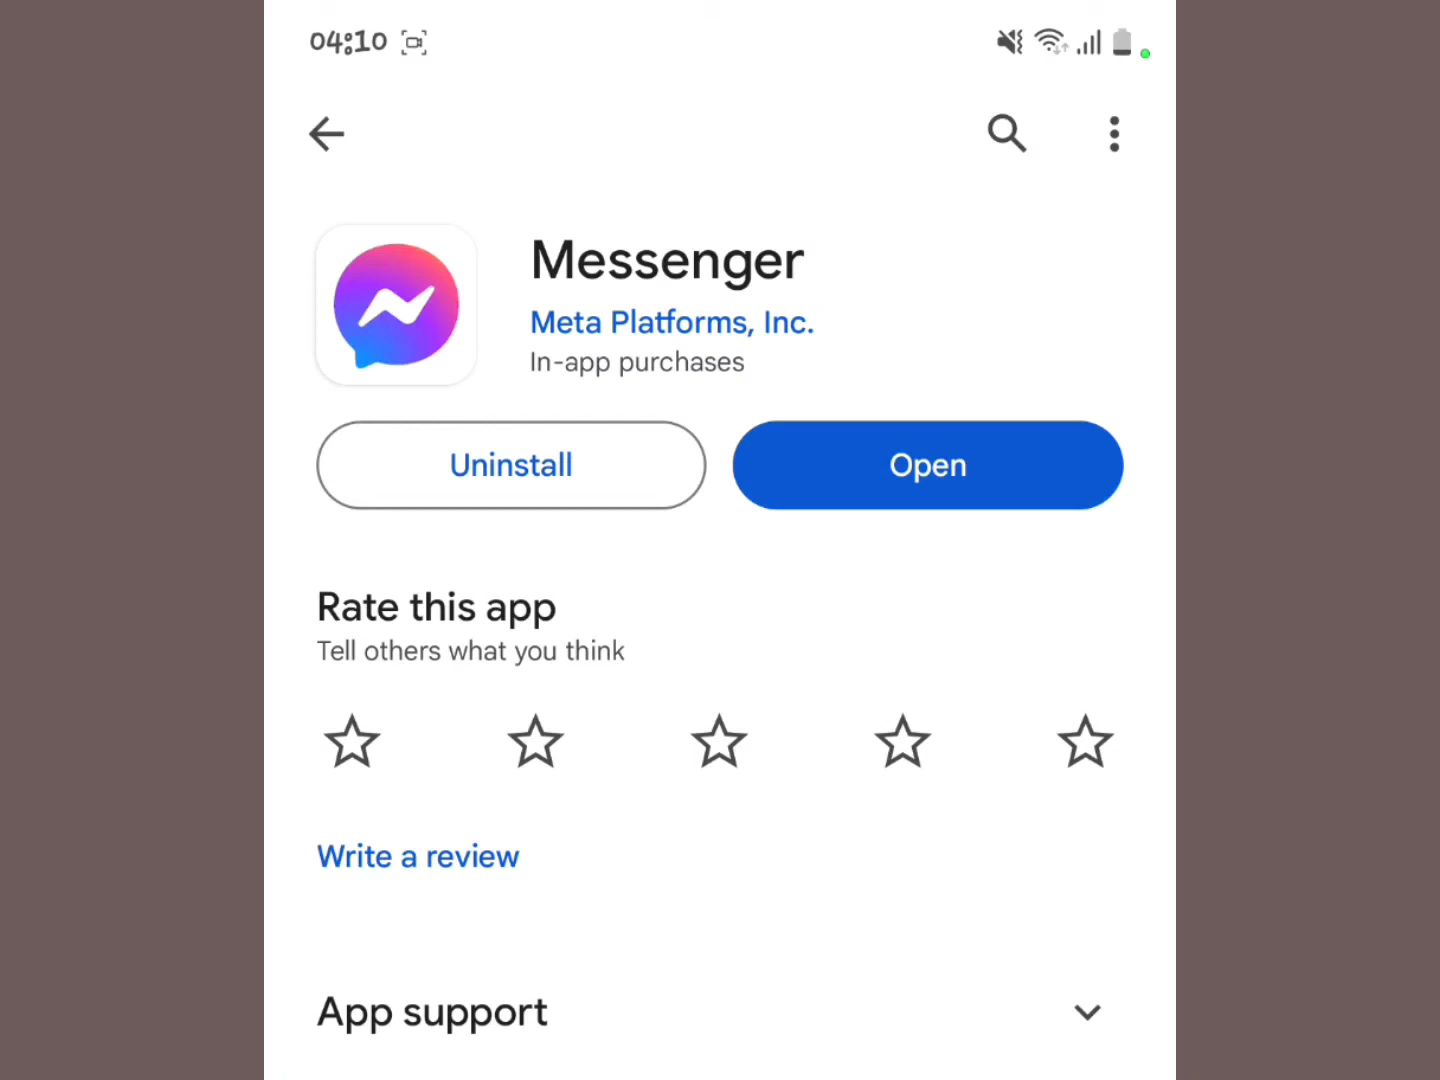 04:10
Messenger
Meta Platforms, Inc.
In-app purchases
Uninstall
Open
Rate this app
Tell others what you think
Write a review
App support